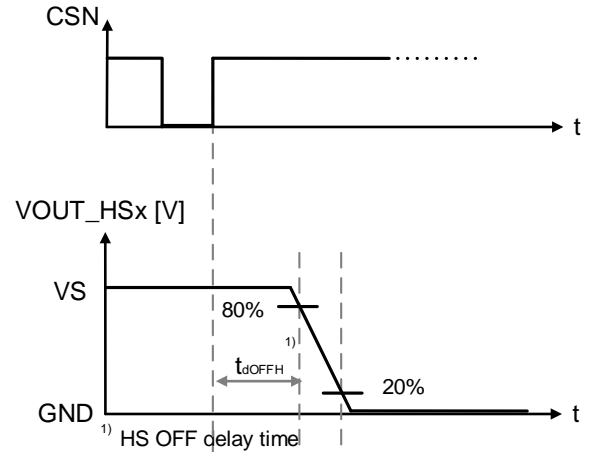 CSN
t
VOUT_HSx [V]
VS
80%
1)
tdOFFH
20%
GND
t
1) HS OFF delay time